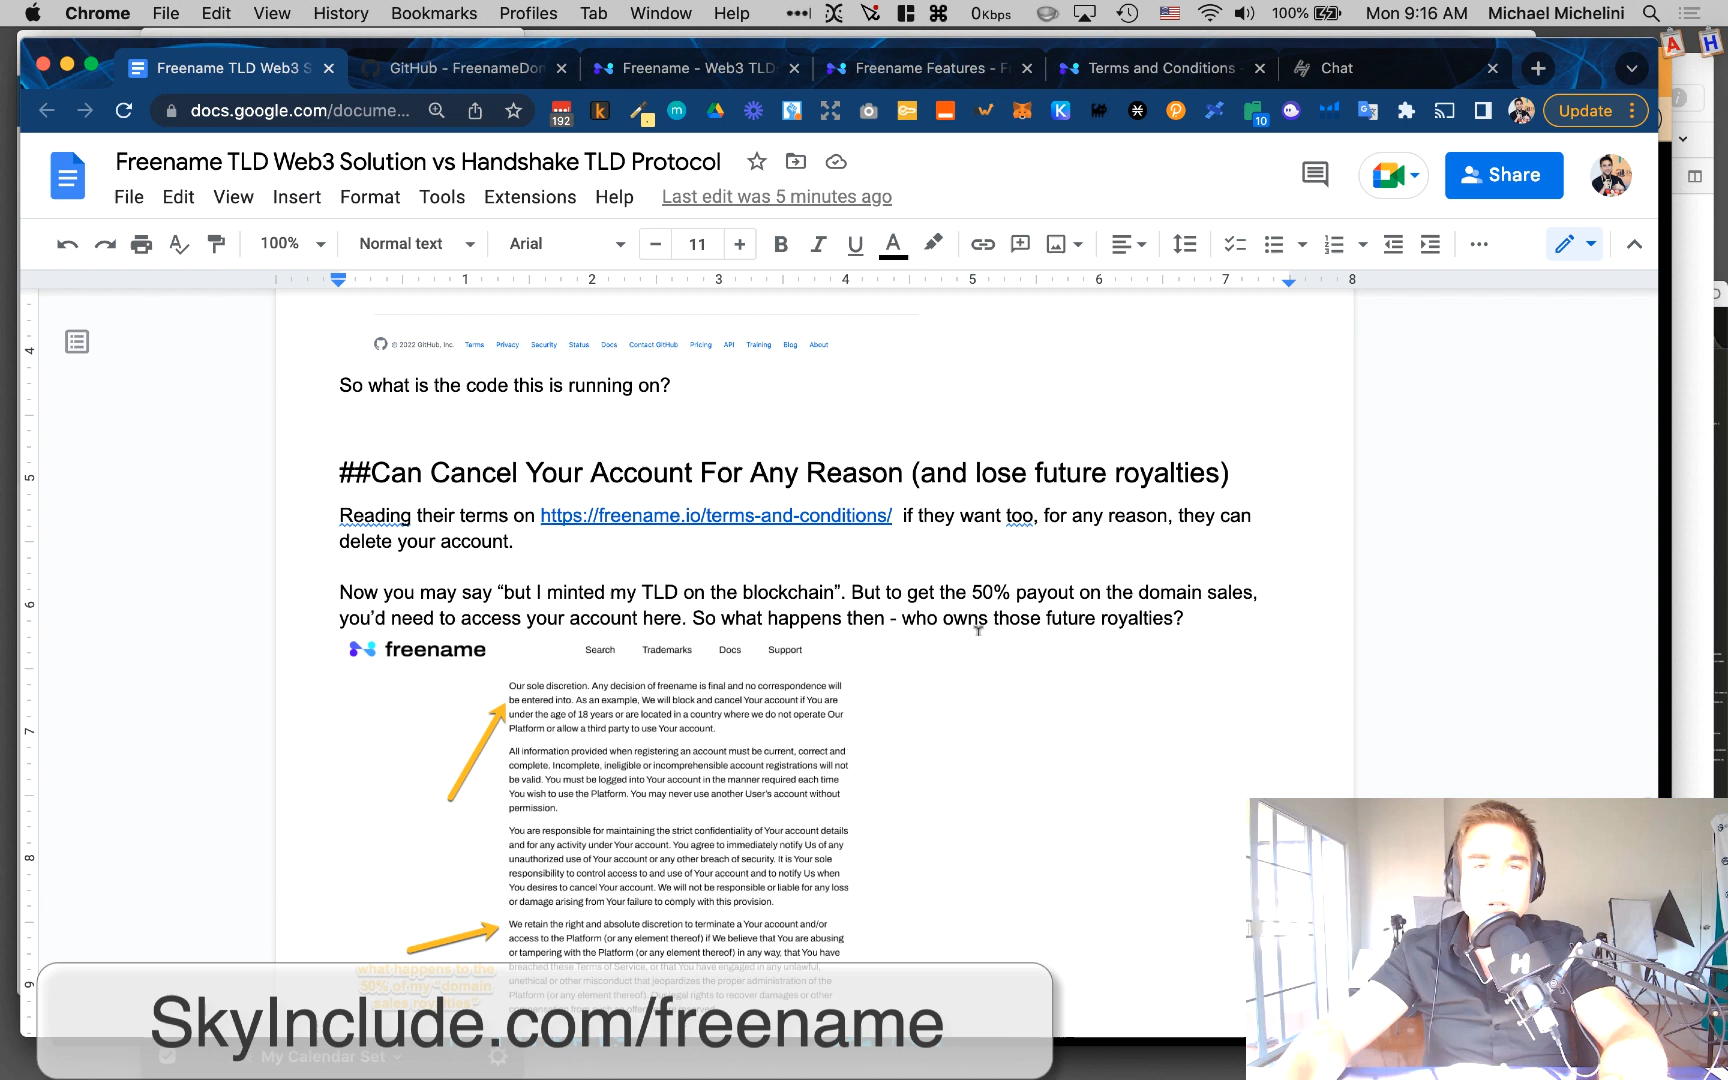 Chrome File Edit View History Bookmarks Profiles Tab Window Help 0Kbps 100% Mon 9:16 AM Michael Michelini
Freename TLD Web3 S GitHub - FreenameDon Freename - Web3 TLD Freename Features - F Terms and Conditions - Chat
docs.google.com/docume... 192 10 Update
Freename TLD Web3 Solution vs Handshake TLD Protocol
Share
File Edit View Insert Format Tools Extensions Help Last edit was 5 minutes ago
100% Normal text Arial 11
1 2 3 4 5 6 7 8
© 2022 GitHub, Inc. Terms Privacy Security Status Docs Contact GitHub Pricing API Training Blog About
So what is the code this is running on?
##Can Cancel Your Account For Any Reason (and lose future royalties)
Reading their terms on https://freename.io/terms-and-conditions/ if they want too, for any reason, they can
delete your account.
Now you may say “but I minted my TLD on the blockchain”. But to get the 50% payout on the domain sales,
you’d need to access your account here. So what happens then - who owns those future royalties?
freename Search Trademarks Docs Support
Our sole discretion. Any decision of freename is final and no correspondence will
be entered into. As an example, We will block and cancel Your account if You are
under the age of 18 years or are located in a country where we do not operate Our
Platform or allow a third party to use Your account.
All information provided when registering an account must be current, correct and
complete. Incomplete, ineligible or incomprehensible account registrations will not
be valid. You must be logged into Your account in the manner required each time
You wish to use the Platform. You may never use another User's account without
permission.
You are responsible for maintaining the strict confidentiality of Your account details
and for any activity under Your account. You agree to immediately notify Us of any
unauthorized use of Your account or any other breach of security. It is Your sole
responsibility to control access to and use of Your account and to notify Us when
You desires to cancel Your account. We will not be responsible or liable for any loss
or damage arising from Your failure to comply with this provision.
We retain the right and absolute discretion to terminate a Your account and/or
access to the Platform (or any element thereof) if We believe that You are abusing
or tampering with the Platform (or any element thereof) in any way, that You have
breached these Terms of Service, or that You have engaged in any unlawful,
unethical or other misconduct that jeopardizes the proper administration of the
Platform (or any element thereof). Our legal rights to recover damages or other
what happens to the
50% of my "domain
sales royalties"
SkyInclude.com/freename
My Calendar Set